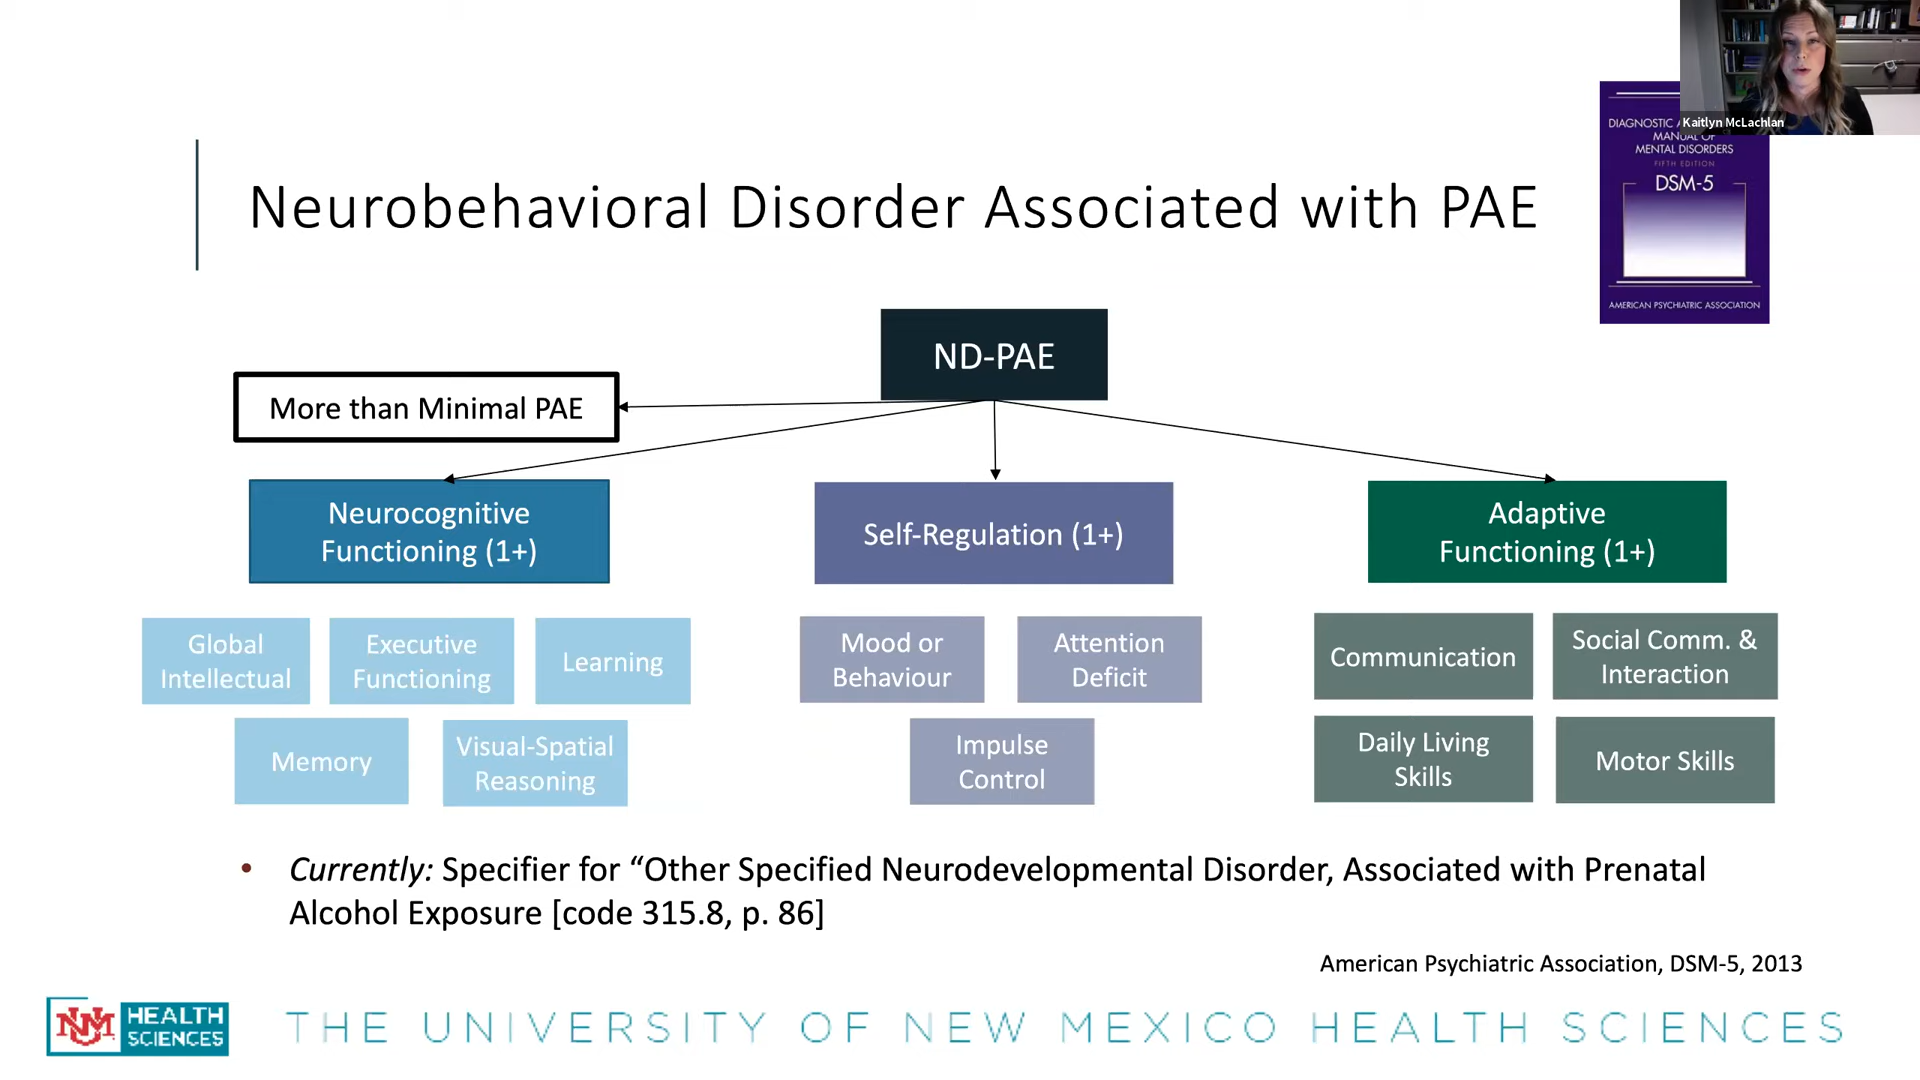 Kaitlyn McLachlan
DIAGNOSTIC
MANUAL OF
MENTAL DISORDERS
FIFTH EDITION
DSM-5
AMERICAN PSYCHIATRIC ASSOCIATION
Neurobehavioral Disorder Associated with PAE
ND-PAE
More than Minimal PAE
Neurocognitive
Functioning (1+)
Self-Regulation (1+)
Adaptive
Functioning (1+)
Global
Intellectual
Executive
Functioning
Learning
Memory
Visual-Spatial
Reasoning
Mood or
Behaviour
Attention
Deficit
Impulse
Control
Communication
Social Comm. &
Interaction
Daily Living
Skills
Motor Skills
• Currently: Specifier for “Other Specified Neurodevelopmental Disorder, Associated with Prenatal
Alcohol Exposure [code 315.8, p. 86]
American Psychiatric Association, DSM-5, 2013
UNM HEALTH
SCIENCES
THE UNIVERSITY OF NEW MEXICO HEALTH SCIENCES